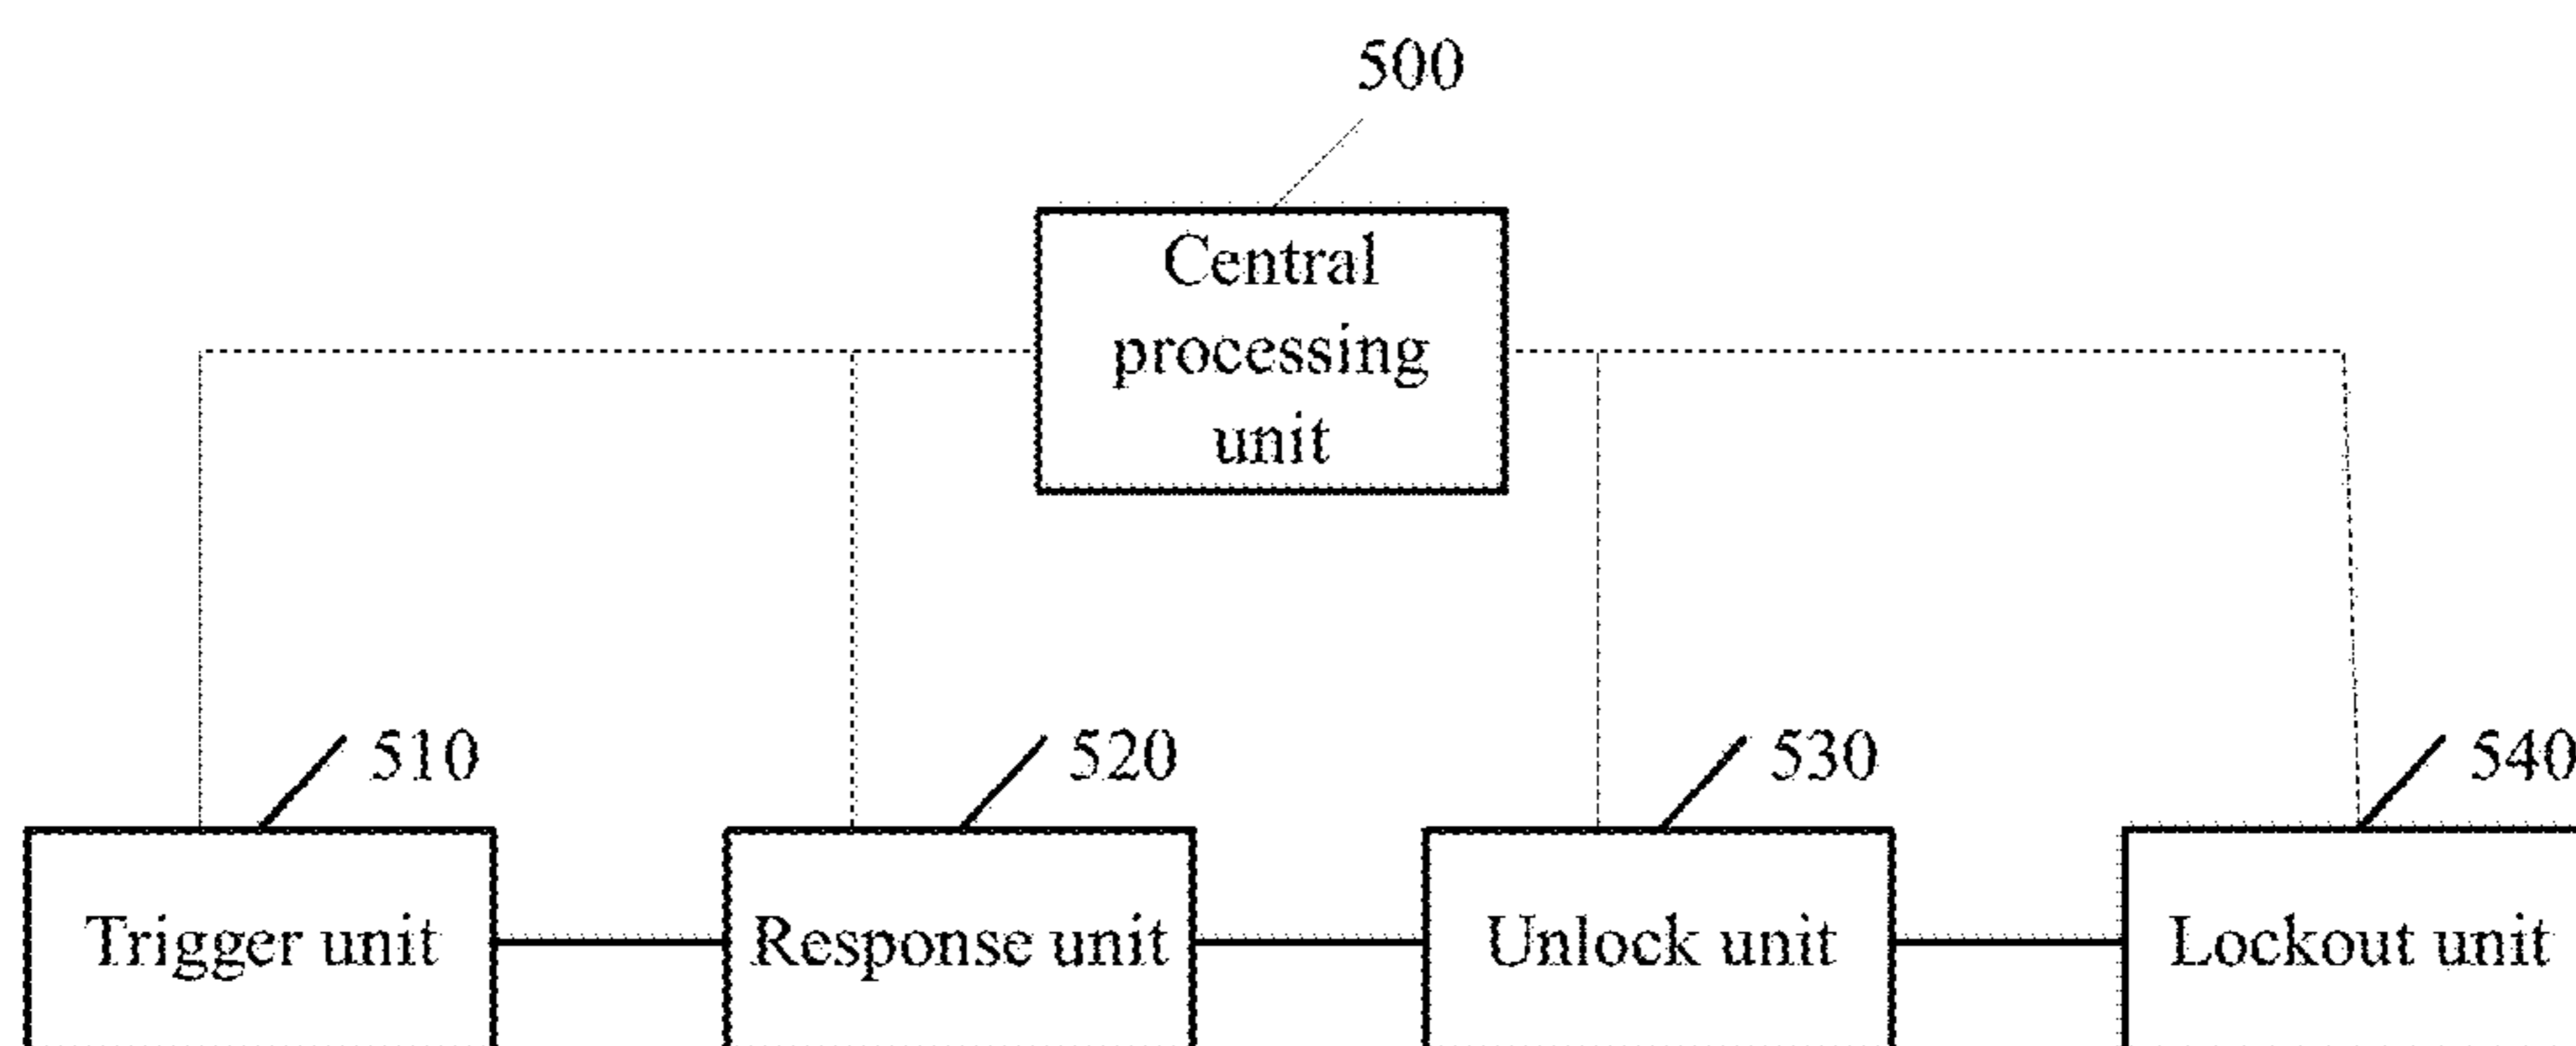 500
Central
processing
unit
510
520
530
540
Trigger unit
Response unit
Unlock unit
Lockout unit